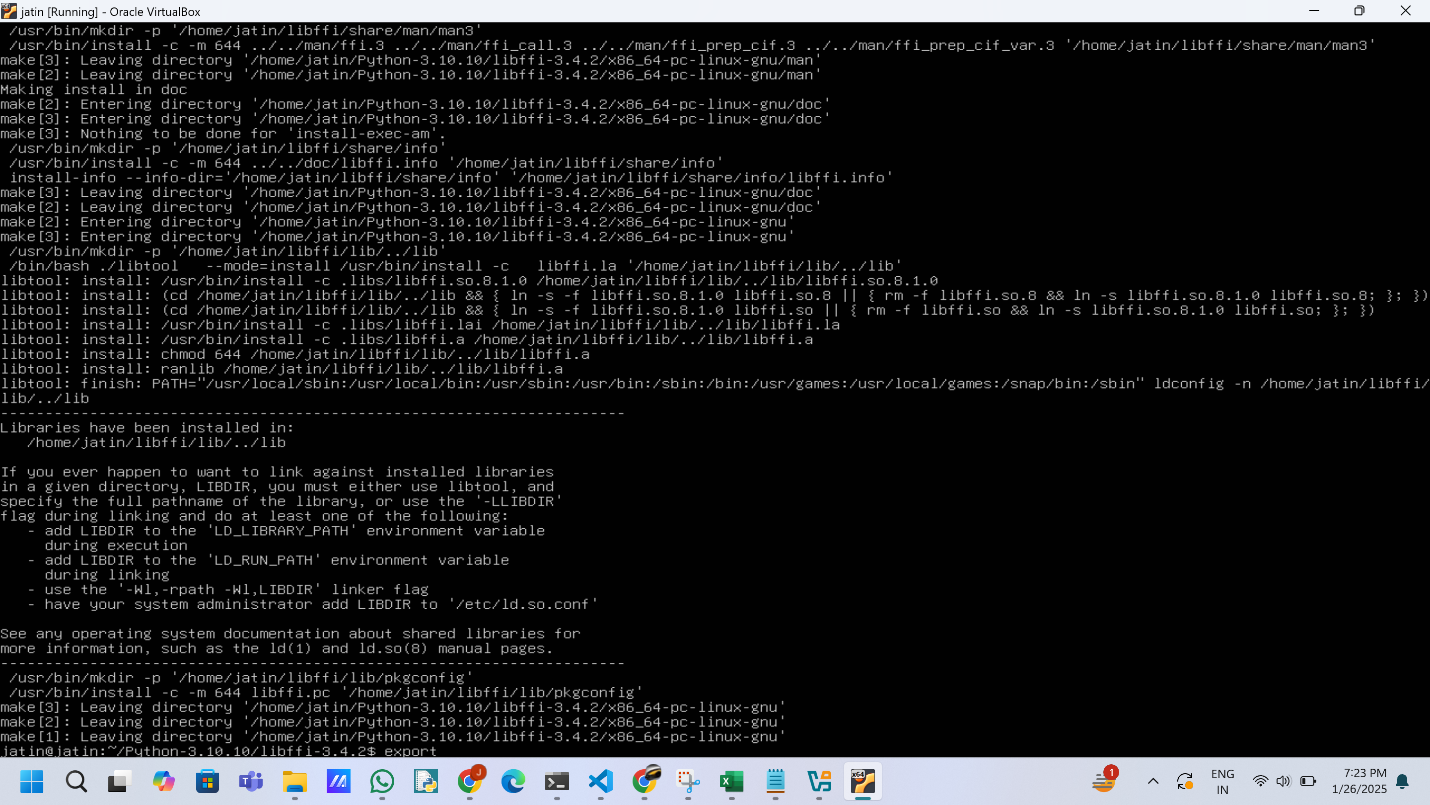 jatin [Running] - Oracle VirtualBox
/usr/bin/mkdir -p '/home/jatin/libffi/share/man/man3'
/usr/bin/install -c -m 644 ../../man/ffi.3 ../../man/ffi_call.3 ../../man/ffi_prep_cif.3 ../../man/ffi_prep_cif_var.3 '/home/jatin/libffi/share/man/man3'
make[3]: Leaving directory '/home/jatin/Python-3.10.10/libffi-3.4.2/x86_64-pc-linux-gnu/man'
make[2]: Leaving directory '/home/jatin/Python-3.10.10/libffi-3.4.2/x86_64-pc-linux-gnu/man'
Making install in doc
make[2]: Entering directory '/home/jatin/Python-3.10.10/libffi-3.4.2/x86_64-pc-linux-gnu/doc'
make[3]: Entering directory '/home/jatin/Python-3.10.10/libffi-3.4.2/x86_64-pc-linux-gnu/doc'
make[3]: Nothing to be done for 'install-exec-am'.
/usr/bin/mkdir -p '/home/jatin/libffi/share/info'
/usr/bin/install -c -m 644 ../../doc/libffi.info '/home/jatin/libffi/share/info'
install-info --info-dir='/home/jatin/libffi/share/info' '/home/jatin/libffi/share/info/libffi.info'
make[3]: Leaving directory '/home/jatin/Python-3.10.10/libffi-3.4.2/x86_64-pc-linux-gnu/doc'
make[2]: Leaving directory '/home/jatin/Python-3.10.10/libffi-3.4.2/x86_64-pc-linux-gnu/doc'
make[2]: Entering directory '/home/jatin/Python-3.10.10/libffi-3.4.2/x86_64-pc-linux-gnu'
make[3]: Entering directory '/home/jatin/Python-3.10.10/libffi-3.4.2/x86_64-pc-linux-gnu'
/usr/bin/mkdir -p '/home/jatin/libffi/lib/../lib'
/bin/bash ./libtool   --mode=install /usr/bin/install -c   libffi.la '/home/jatin/libffi/lib/../lib'
libtool: install: /usr/bin/install -c .libs/libffi.so.8.1.0 /home/jatin/libffi/lib/../lib/libffi.so.8.1.0
libtool: install: (cd /home/jatin/libffi/lib/../lib && { ln -s -f libffi.so.8.1.0 libffi.so.8 || { rm -f libffi.so.8 && ln -s libffi.so.8.1.0 libffi.so.8; }; })
libtool: install: (cd /home/jatin/libffi/lib/../lib && { ln -s -f libffi.so.8.1.0 libffi.so || { rm -f libffi.so && ln -s libffi.so.8.1.0 libffi.so; }; })
libtool: install: /usr/bin/install -c .libs/libffi.lai /home/jatin/libffi/lib/../lib/libffi.la
libtool: install: /usr/bin/install -c .libs/libffi.a /home/jatin/libffi/lib/../lib/libffi.a
libtool: install: chmod 644 /home/jatin/libffi/lib/../lib/libffi.a
libtool: install: ranlib /home/jatin/libffi/lib/../lib/libffi.a
libtool: finish: PATH="/usr/local/sbin:/usr/local/bin:/usr/sbin:/usr/bin:/sbin:/bin:/usr/games:/usr/local/games:/snap/bin:/sbin" ldconfig -n /home/jatin/libffi/
lib/../lib
----------------------------------------------------------------------
Libraries have been installed in:
   /home/jatin/libffi/lib/../lib
If you ever happen to want to link against installed libraries
in a given directory, LIBDIR, you must either use libtool, and
specify the full pathname of the library, or use the '-LLIBDIR'
flag during linking and do at least one of the following:
   - add LIBDIR to the 'LD_LIBRARY_PATH' environment variable
     during execution
   - add LIBDIR to the 'LD_RUN_PATH' environment variable
     during linking
   - use the '-Wl,-rpath -Wl,LIBDIR' linker flag
   - have your system administrator add LIBDIR to '/etc/ld.so.conf'
See any operating system documentation about shared libraries for
more information, such as the ld(1) and ld.so(8) manual pages.
----------------------------------------------------------------------
/usr/bin/mkdir -p '/home/jatin/libffi/lib/pkgconfig'
/usr/bin/install -c -m 644 libffi.pc '/home/jatin/libffi/lib/pkgconfig'
make[3]: Leaving directory '/home/jatin/Python-3.10.10/libffi-3.4.2/x86_64-pc-linux-gnu'
make[2]: Leaving directory '/home/jatin/Python-3.10.10/libffi-3.4.2/x86_64-pc-linux-gnu'
make[1]: Leaving directory '/home/jatin/Python-3.10.10/libffi-3.4.2/x86_64-pc-linux-gnu'
jatin@jatin:~/Python-3.10.10/libffi-3.4.2$ export
ENG
IN
7:23 PM
1/26/2025